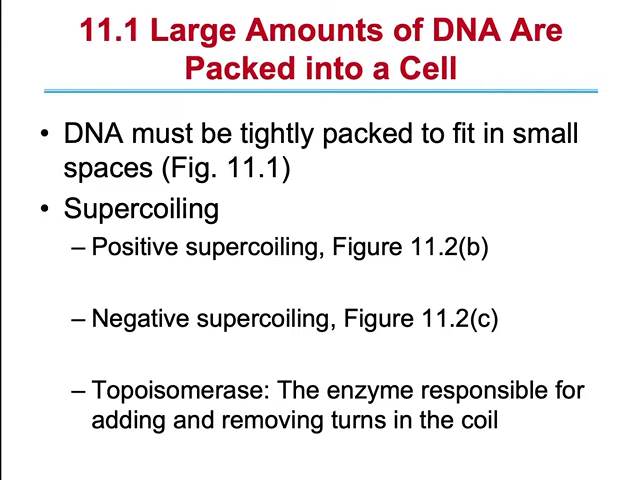 11.1 Large Amounts of DNA Are
Packed into a Cell
• DNA must be tightly packed to fit in small
spaces (Fig. 11.1)
• Supercoiling
– Positive supercoiling, Figure 11.2(b)
– Negative supercoiling, Figure 11.2(c)
– Topoisomerase: The enzyme responsible for
adding and removing turns in the coil